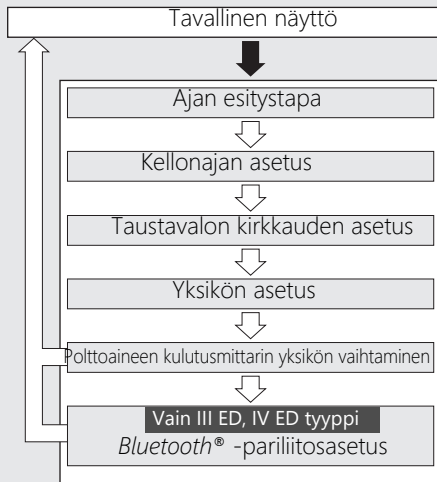 Tavallinen näyttö
Ajan esitystapa
Kellonajan asetus
Taustavalon kirkkauden asetus
Yksikön asetus
Polttoaineen kulutusmittarin yksikön vaihtaminen
Vain III ED, IV ED tyyppi
Bluetooth® -pariliitosasetus